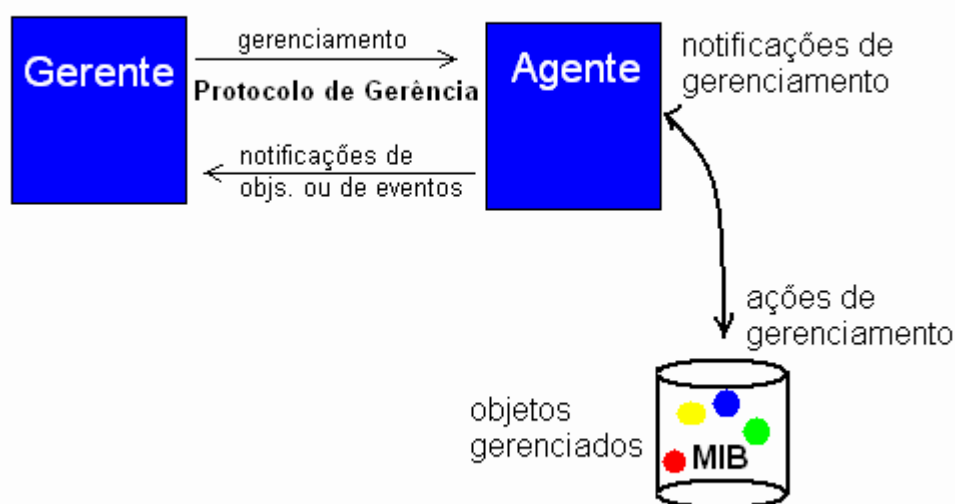 Gerente
gerenciamento
Protocolo de Gerência
notificações de
objs. ou de eventos
Agente
notificações de
gerenciamento
ações de
gerenciamento
objetos
gerenciados
MIB